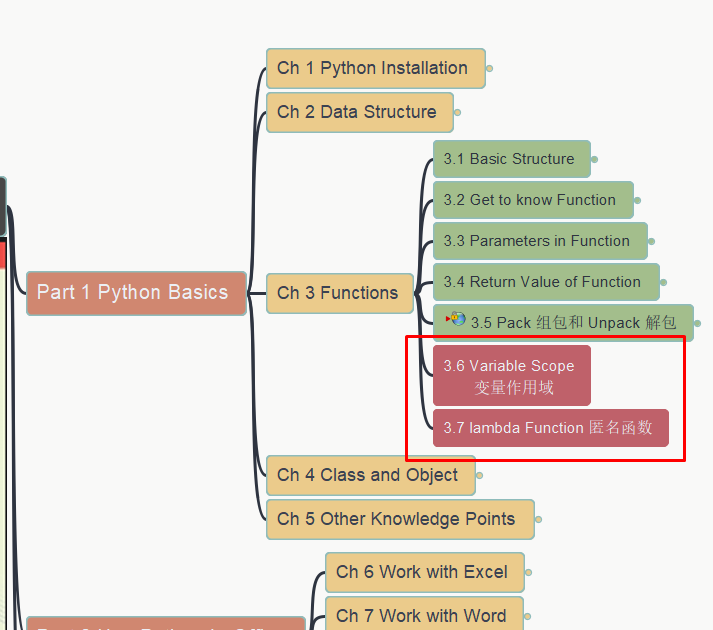 Ch 1 Python Installation
Ch 2 Data Structure
3.1 Basic Structure
3.2 Get to know Function
3.3 Parameters in Function
Part 1 Python Basics
Ch 3 Functions
3.4 Return Value of Function
3.5 Pack 组包和 Unpack 解包
3.6 Variable Scope
变量作用域
3.7 lambda Function 匿名函数
Ch 4 Class and Object
Ch 5 Other Knowledge Points
Ch 6 Work with Excel
Ch 7 Work with Word